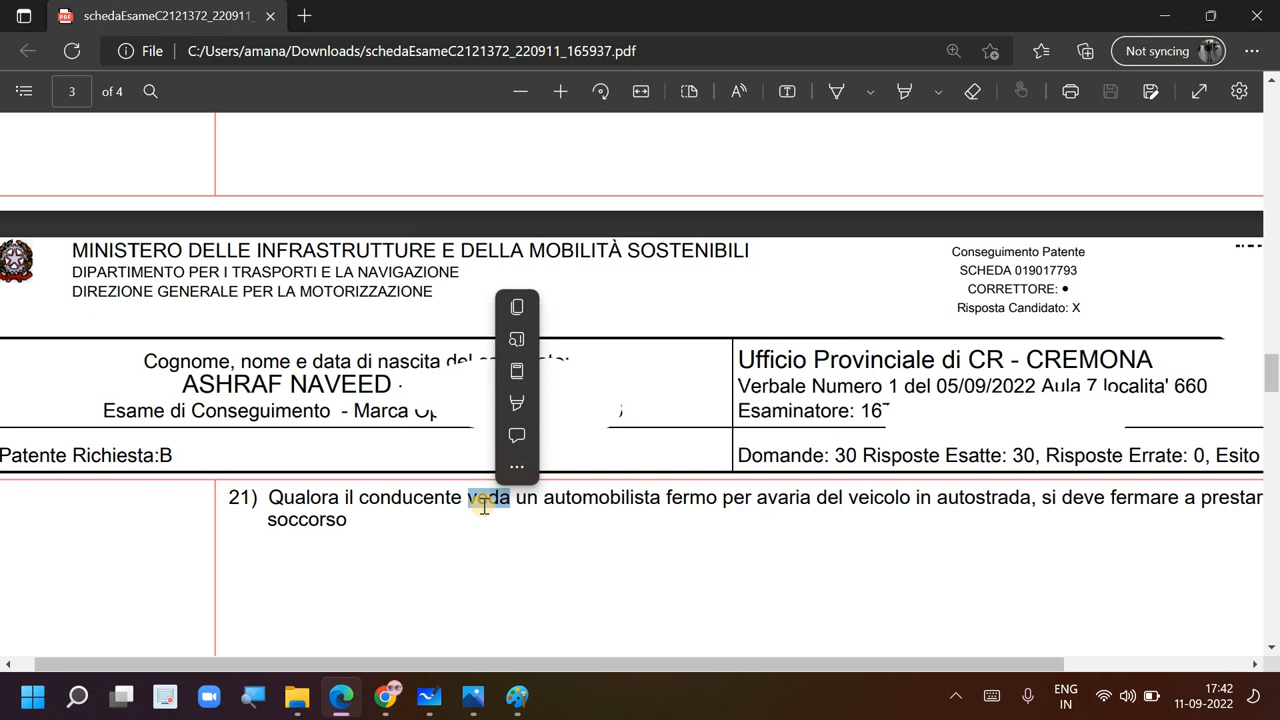 schedaEsameC2121372_220911_
File
C:/Users/amana/Downloads/schedaEsameC2121372_220911_165937.pdf
Not syncing
3 of 4
MINISTERO DELLE INFRASTRUTTURE E DELLA MOBILITÀ SOSTENIBILI
DIPARTIMENTO PER I TRASPORTI E LA NAVIGAZIONE
DIREZIONE GENERALE PER LA MOTORIZZAZIONE
Conseguimento Patente
SCHEDA 019017793
CORRETTORE: ●
Risposta Candidato: X
Cognome, nome e data di nascita del
ASHRAF NAVEED
Esame di Conseguimento - Marca
Ufficio Provinciale di CR - CREMONA
Verbale Numero 1 del 05/09/2022 Aula 7 localita' 660
Esaminatore: 16
Patente Richiesta:B
Domande: 30 Risposte Esatte: 30, Risposte Errate: 0, Esito
21) Qualora il conducente veda un automobilista fermo per avaria del veicolo in autostrada, si deve fermare a prestar
soccorso
ENG
IN
17:42
11-09-2022